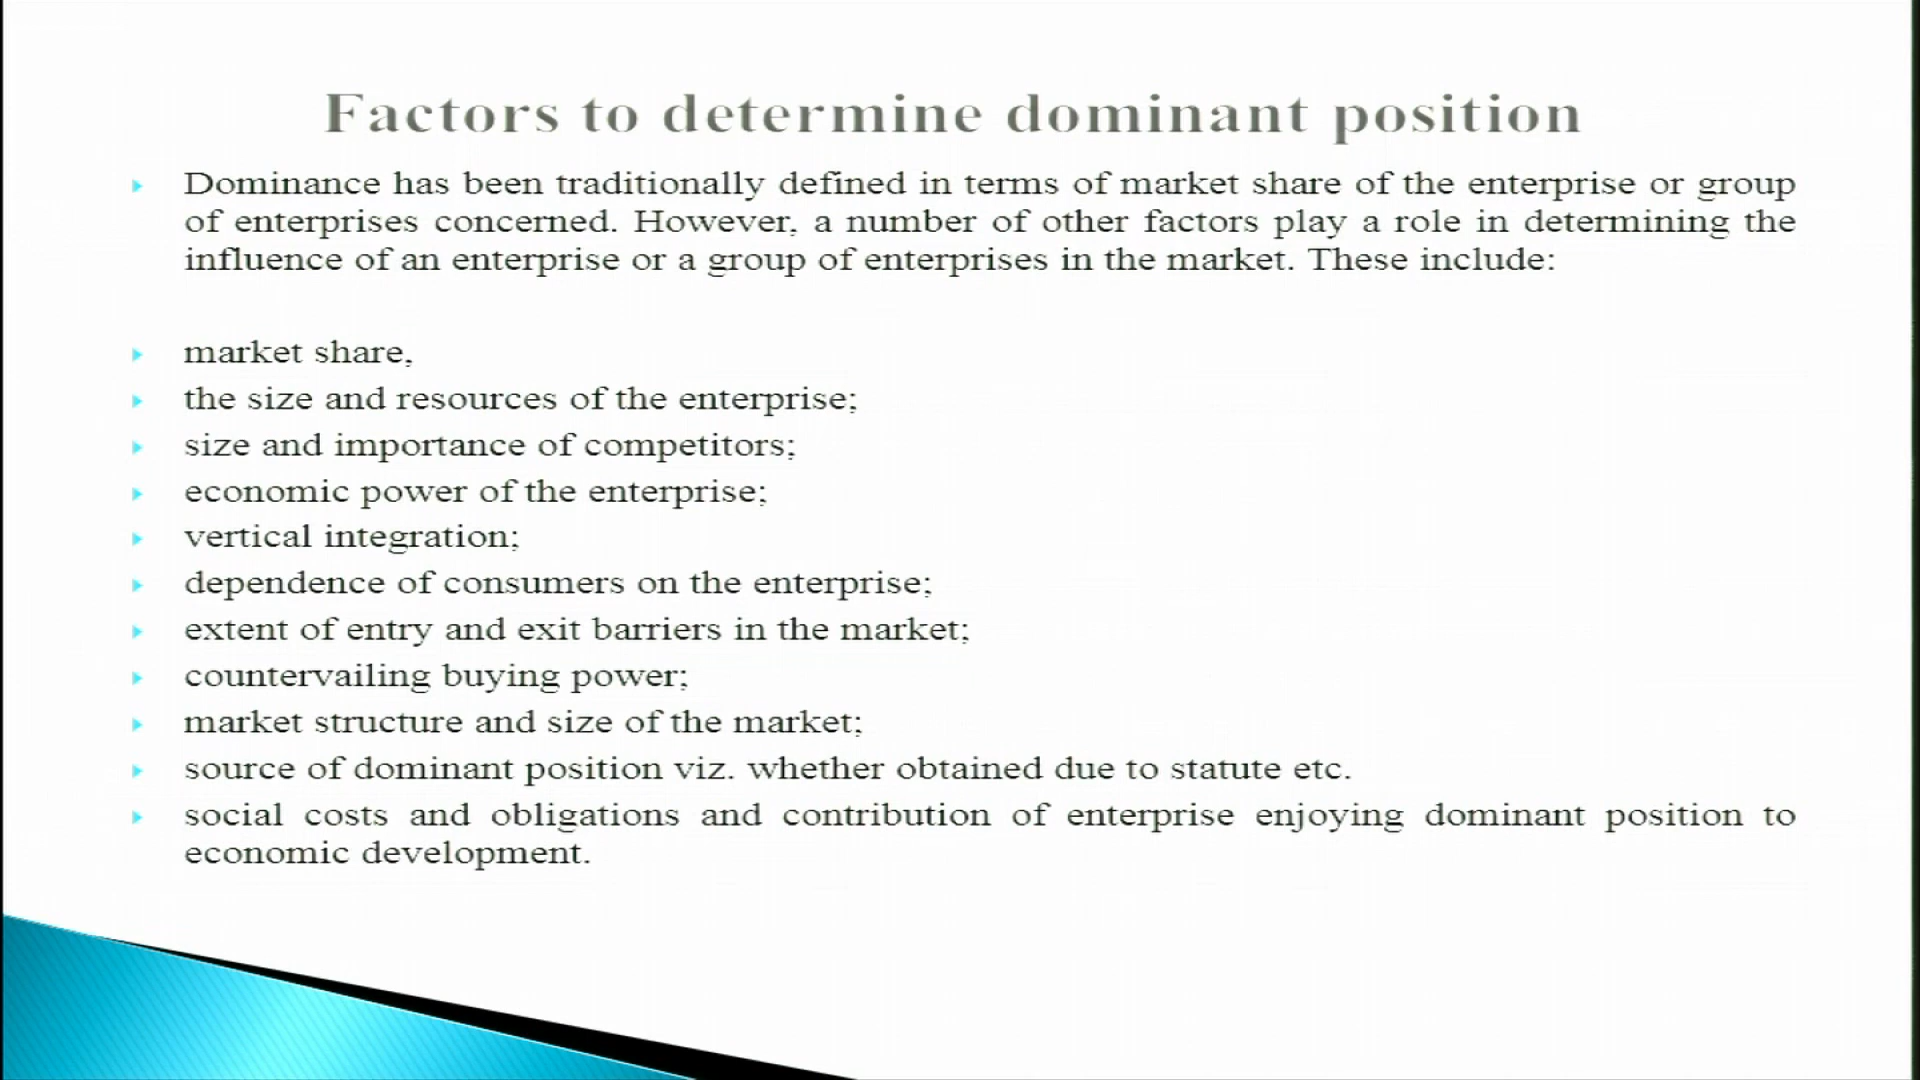 Factors to determine dominant position
Dominance has been traditionally defined in terms of market share of the enterprise or group
of enterprises concerned. However, a number of other factors play a role in determining the
influence of an enterprise or a group of enterprises in the market. These include:
market share,
the size and resources of the enterprise;
size and importance of competitors;
economic power of the enterprise;
vertical integration;
dependence of consumers on the enterprise;
extent of entry and exit barriers in the market;
countervailing buying power;
market structure and size of the market;
source of dominant position viz. whether obtained due to statute etc.
social costs and obligations and contribution of enterprise enjoying dominant position to
economic development.